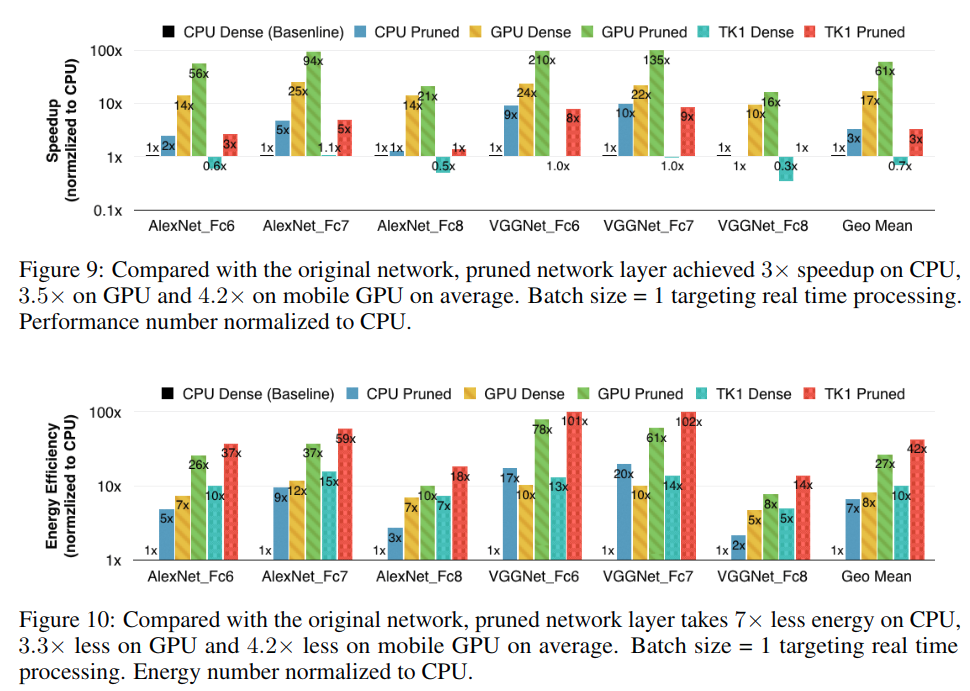 CPU Dense (Basenline) CPU Pruned GPU Dense GPU Pruned TK1 Dense TK1 Pruned
Speedup
(normzlized to CPU)
100x
10x
1x
0.1x
1x 2x 14x 56x 0.6x 3x
1x 5x 25x 94x 1.1x 5x
1x 1x 14x 21x 0.5x 1x
1x 9x 24x 210x 1.0x 8x
1x 10x 22x 135x 1.0x 9x
1x 1x 10x 16x 0.3x 1x
1x 3x 17x 61x 0.7x 3x
AlexNet_Fc6 AlexNet_Fc7 AlexNet_Fc8 VGGNet_Fc6 VGGNet_Fc7 VGGNet_Fc8 Geo Mean
Figure 9: Compared with the original network, pruned network layer achieved 3× speedup on CPU,
3.5× on GPU and 4.2× on mobile GPU on average. Batch size = 1 targeting real time processing.
Performance number normalized to CPU.
CPU Dense (Baseline) CPU Pruned GPU Dense GPU Pruned TK1 Dense TK1 Pruned
Energy Efficiency
(normzlized to CPU)
100x
10x
1x
1x 5x 7x 26x 10x 37x
1x 9x 12x 37x 15x 59x
1x 3x 7x 10x 7x 18x
1x 17x 10x 78x 13x 101x
1x 20x 10x 61x 14x 102x
1x 2x 5x 8x 5x 14x
1x 7x 8x 27x 10x 42x
AlexNet_Fc6 AlexNet_Fc7 AlexNet_Fc8 VGGNet_Fc6 VGGNet_Fc7 VGGNet_Fc8 Geo Mean
Figure 10: Compared with the original network, pruned network layer takes 7× less energy on CPU,
3.3× less on GPU and 4.2× less on mobile GPU on average. Batch size = 1 targeting real time
processing. Energy number normalized to CPU.